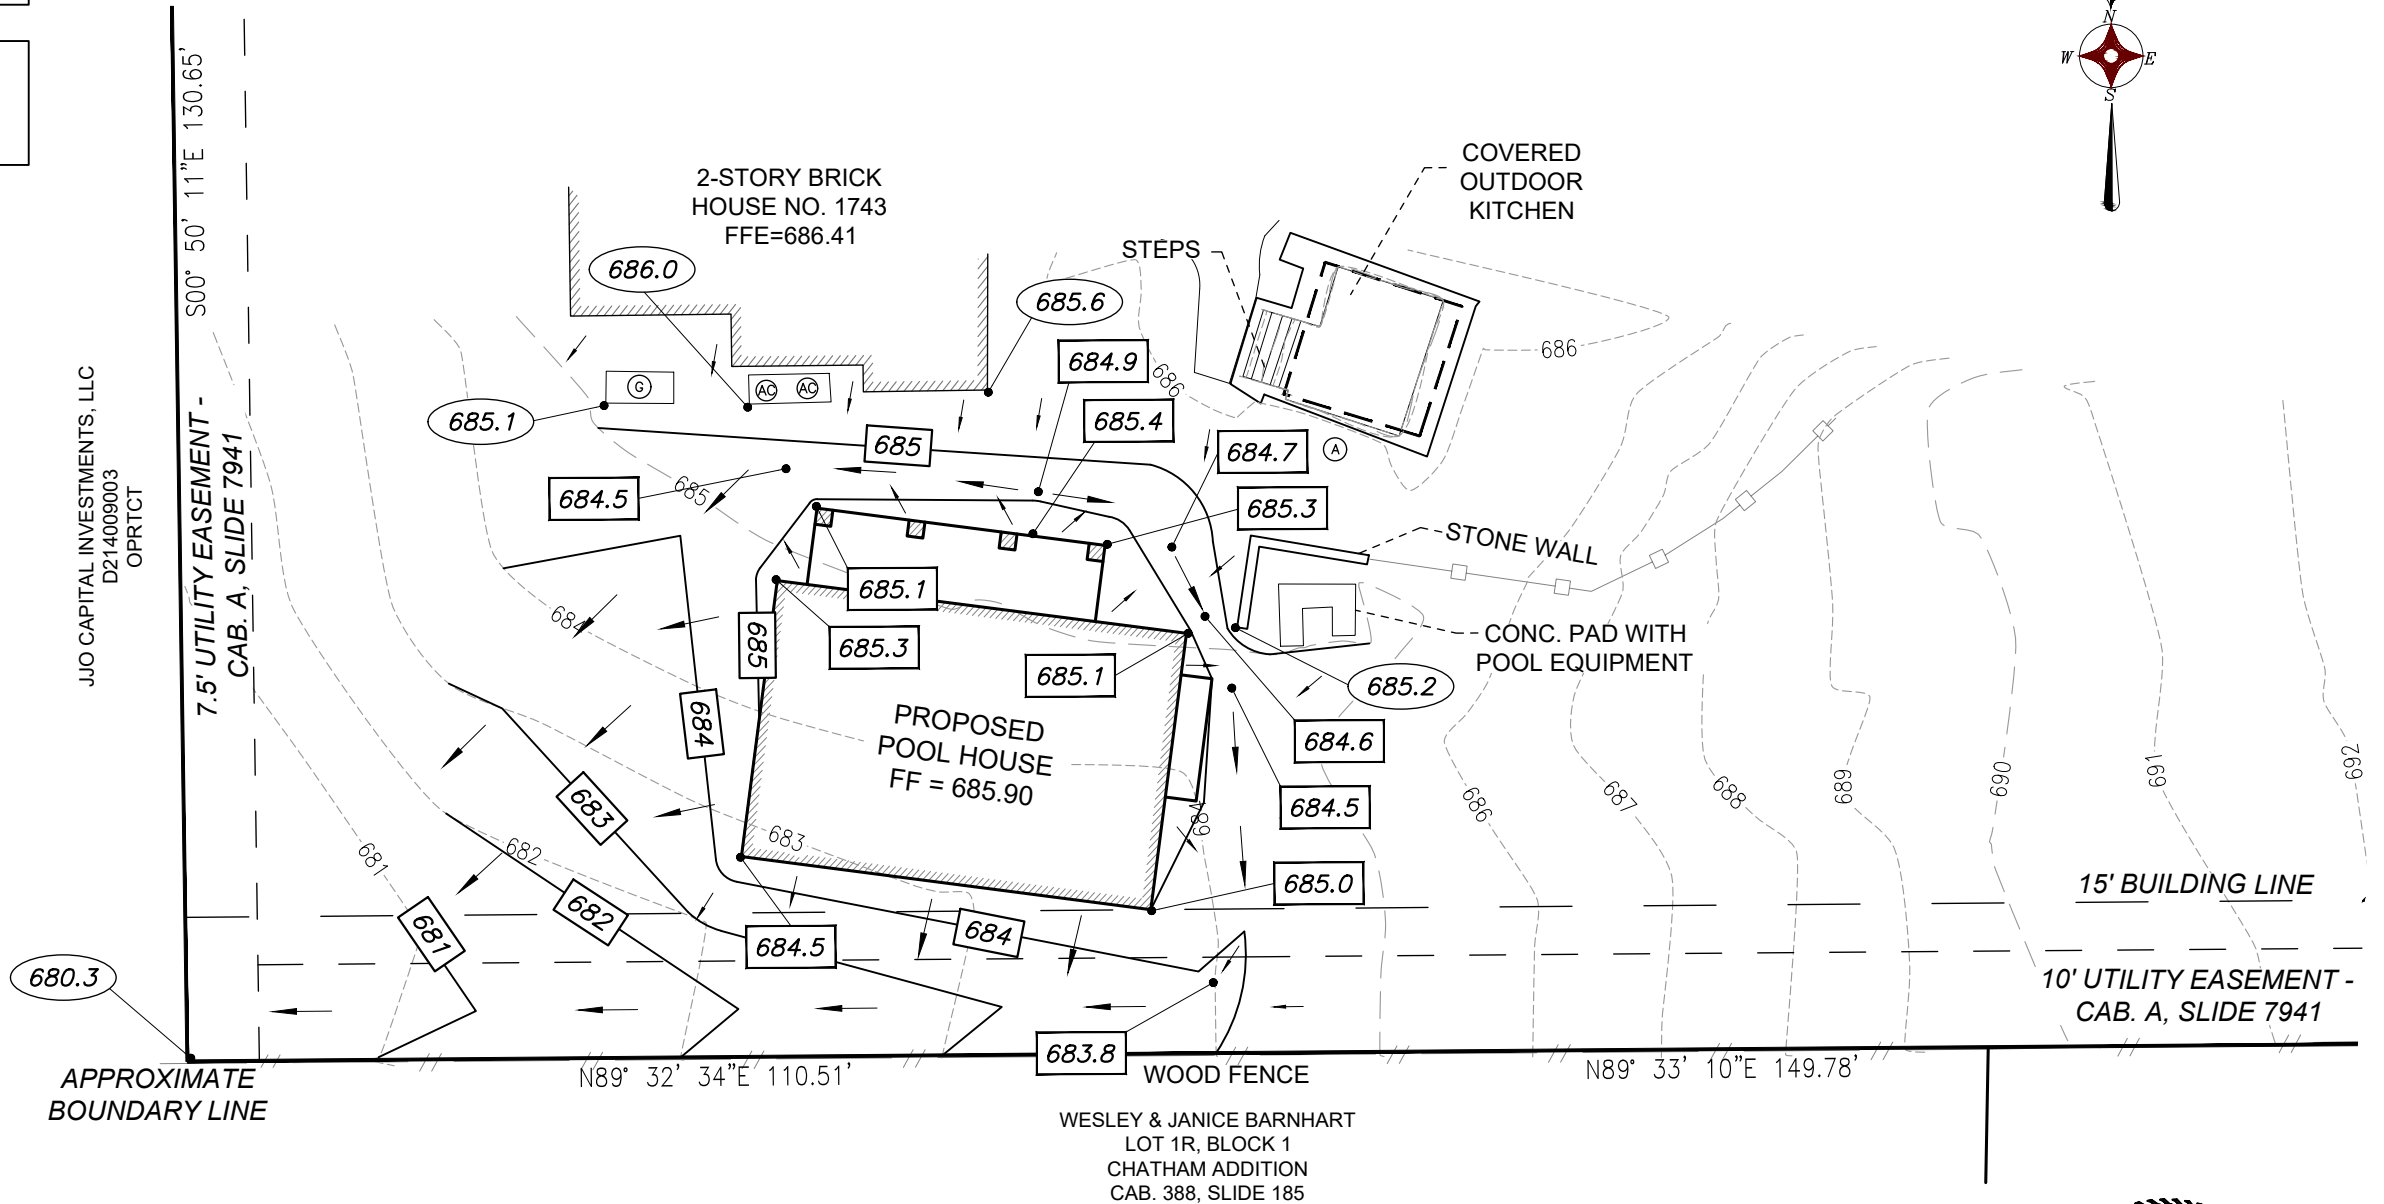 N
W
E
S
S00° 50' 11"E 130.65'
7.5' UTILITY EASEMENT -
CAB. A, SLIDE 7941
JJO CAPITAL INVESTMENTS, LLC
D214009003
OPRTCT
2-STORY BRICK
HOUSE NO. 1743
FFE=686.41
COVERED
OUTDOOR
KITCHEN
STEPS
686.0
685.6
684.9
686
686
G
AC
AC
685.1
685
685.4
684.7
A
684.5
685
685.3
STONE WALL
685.1
684
685
685.3
685.1
CONC. PAD WITH
POOL EQUIPMENT
685.2
684
PROPOSED
POOL HOUSE
FF = 685.90
684.6
684.5
684
683
683
682
681
686
687
688
689
690
691
692
685.0
15' BUILDING LINE
682
681
684.5
684
680.3
10' UTILITY EASEMENT -
CAB. A, SLIDE 7941
683.8
WOOD FENCE
N89° 32' 34"E 110.51'
N89° 33' 10"E 149.78'
APPROXIMATE
BOUNDARY LINE
WESLEY & JANICE BARNHART
LOT 1R, BLOCK 1
CHATHAM ADDITION
CAB. 388, SLIDE 185